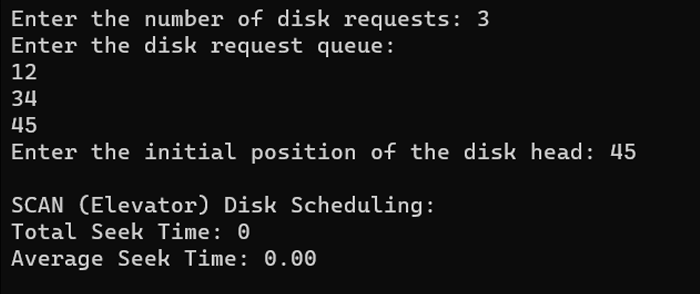 Enter the number of disk requests: 3
Enter the disk request queue:
12
34
45
Enter the initial position of the disk head: 45
SCAN (Elevator) Disk Scheduling:
Total Seek Time: 0
Average Seek Time: 0.00